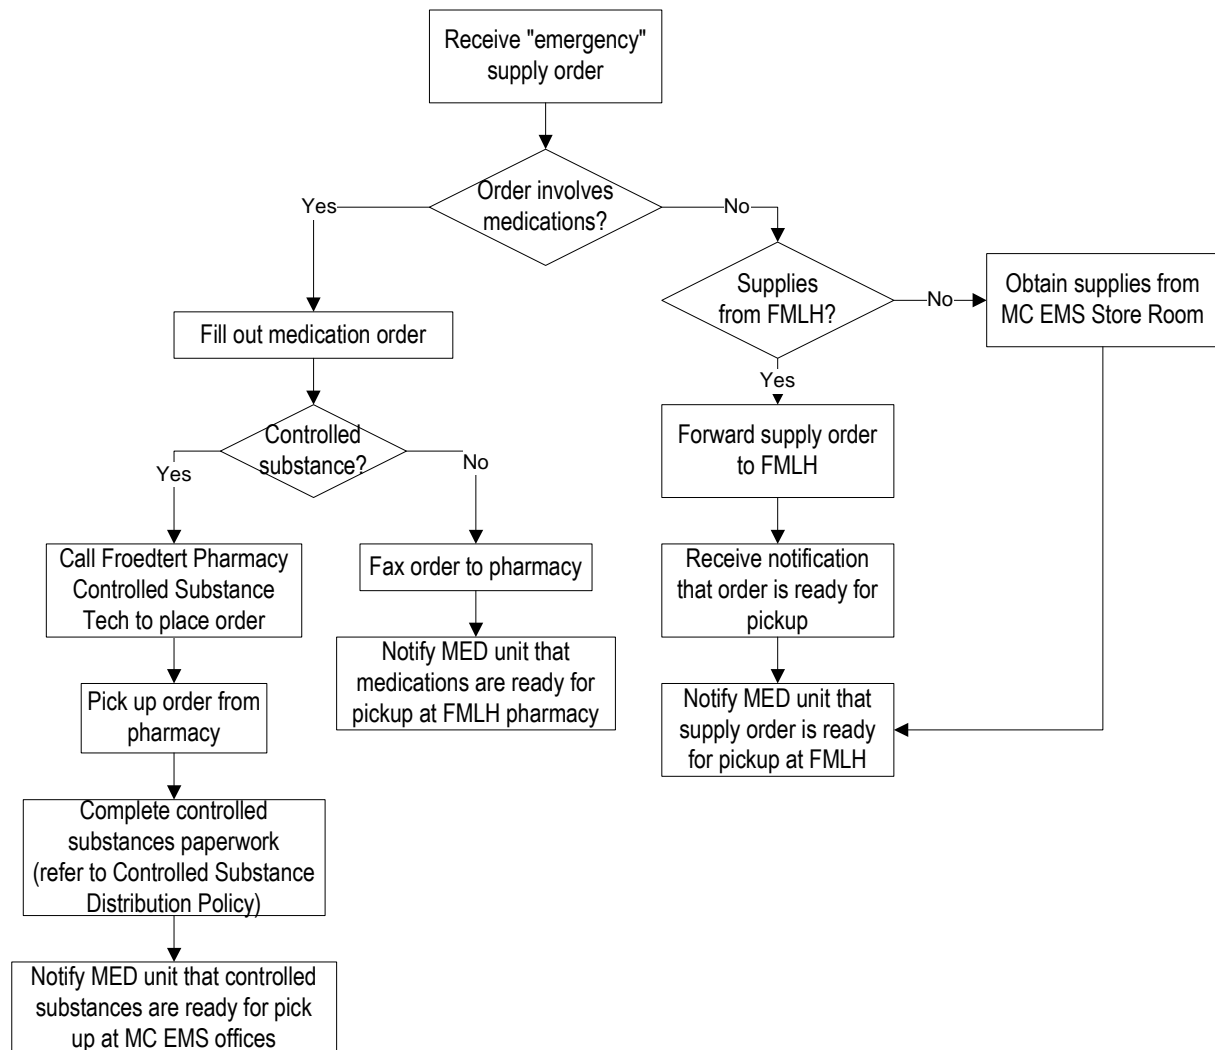 Receive "emergency"
supply order
Order involves
medications?
Yes
No
Supplies
from FMLH?
No
Obtain supplies from
MC EMS Store Room
Fill out medication order
Yes
Controlled
substance?
Yes
No
Forward supply order
to FMLH
Call Froedtert Pharmacy
Controlled Substance
Tech to place order
Fax order to pharmacy
Receive notification
that order is ready for
pickup
Notify MED unit that
medications are ready for
pickup at FMLH pharmacy
Pick up order from
pharmacy
Notify MED unit that
supply order is ready
for pickup at FMLH
Complete controlled
substances paperwork
(refer to Controlled Substance
Distribution Policy)
Notify MED unit that controlled
substances are ready for pick
up at MC EMS offices